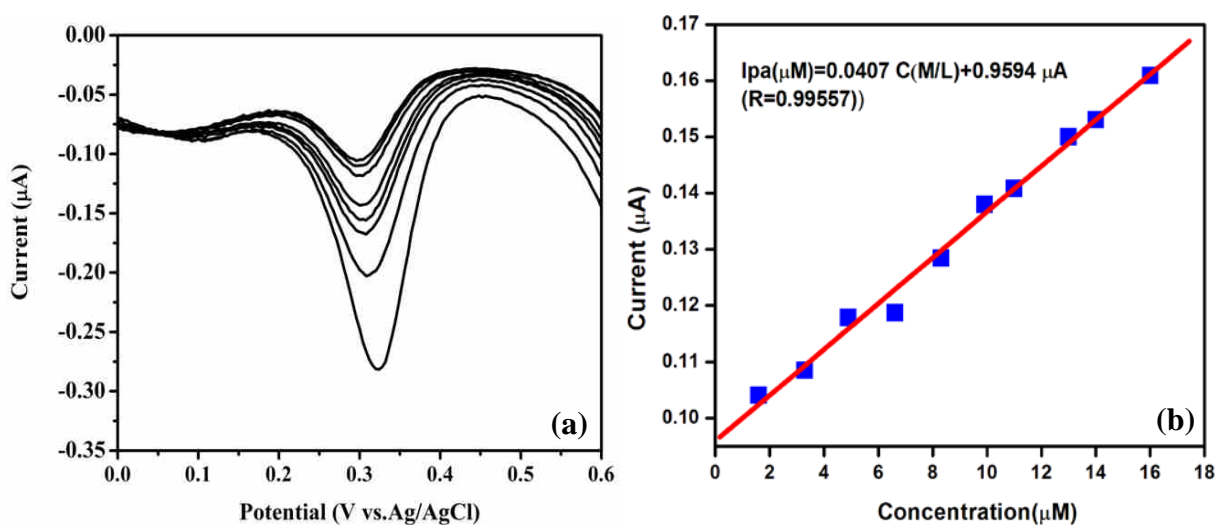 0.00
-0.05
-0.10
-0.15
-0.20
-0.25
-0.30
-0.35
Current (µA)
0.0 0.1 0.2 0.3 0.4 0.5 0.6
Potential (V vs.Ag/AgCl)
(a)
0.17
0.16
0.15
0.14
0.13
0.12
0.11
0.10
Current (µA)
Ipa(µM)=0.0407 C(M/L)+0.9594 µA
(R=0.99557))
0 2 4 6 8 10 12 14 16 18
Concentration(µM)
(b)